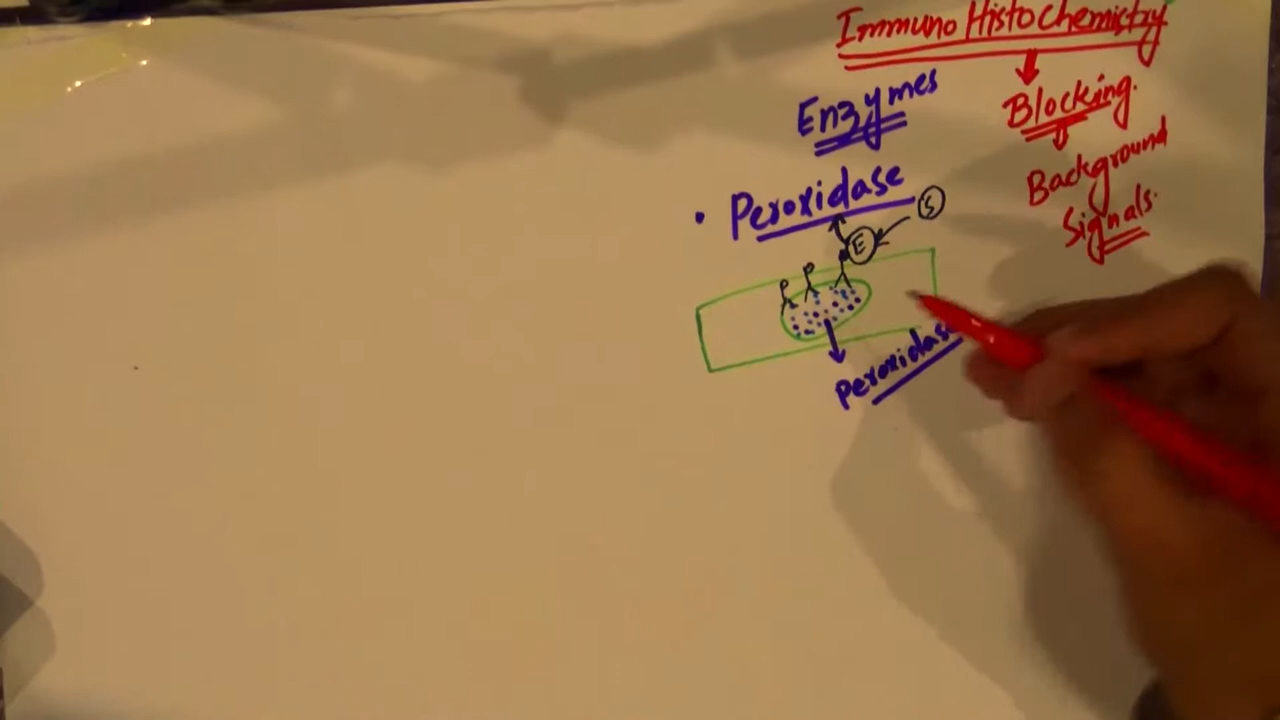 Immuno Histochemistry
Blocking.
Background
Signals.
Enzymes
• Peroxidase
S
E
Peroxidase